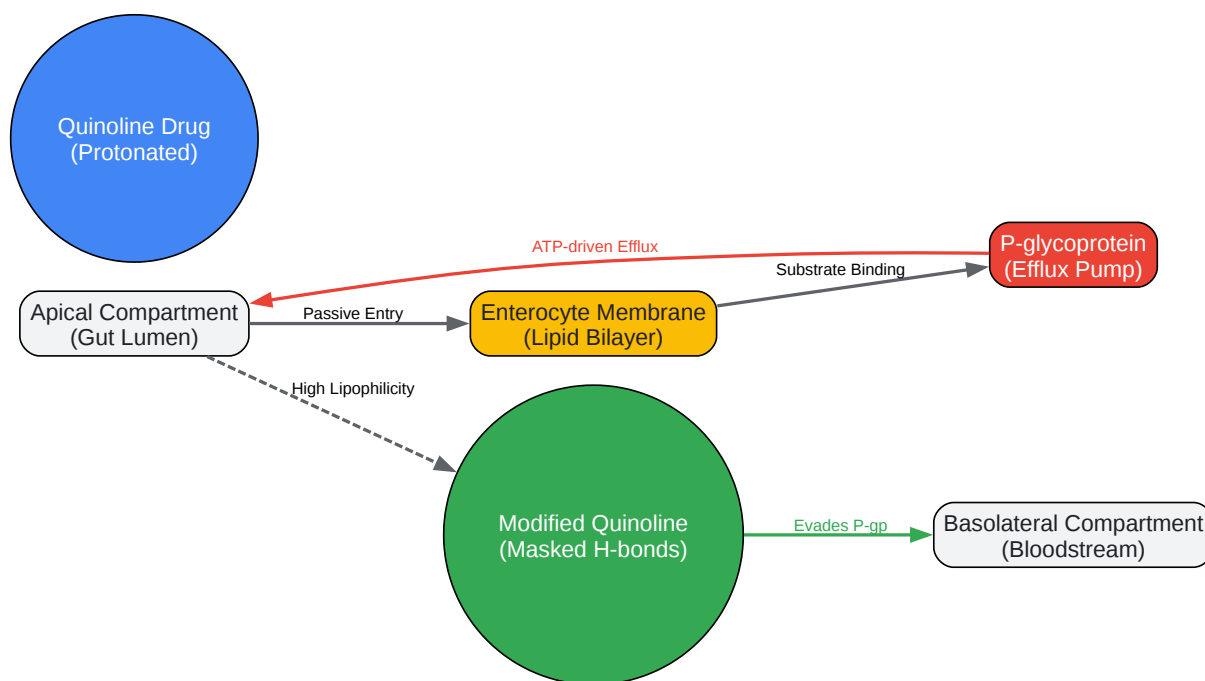 Quinoline Drug
(Protonated)
ATP-driven Efflux
P-glycoprotein
(Efflux Pump)
Substrate Binding
Apical Compartment
(Gut Lumen)
Passive Entry
Enterocyte Membrane
(Lipid Bilayer)
High Lipophilicity
Modified Quinoline
(Masked H-bonds)
Evades P-gp
Basolateral Compartment
(Bloodstream)